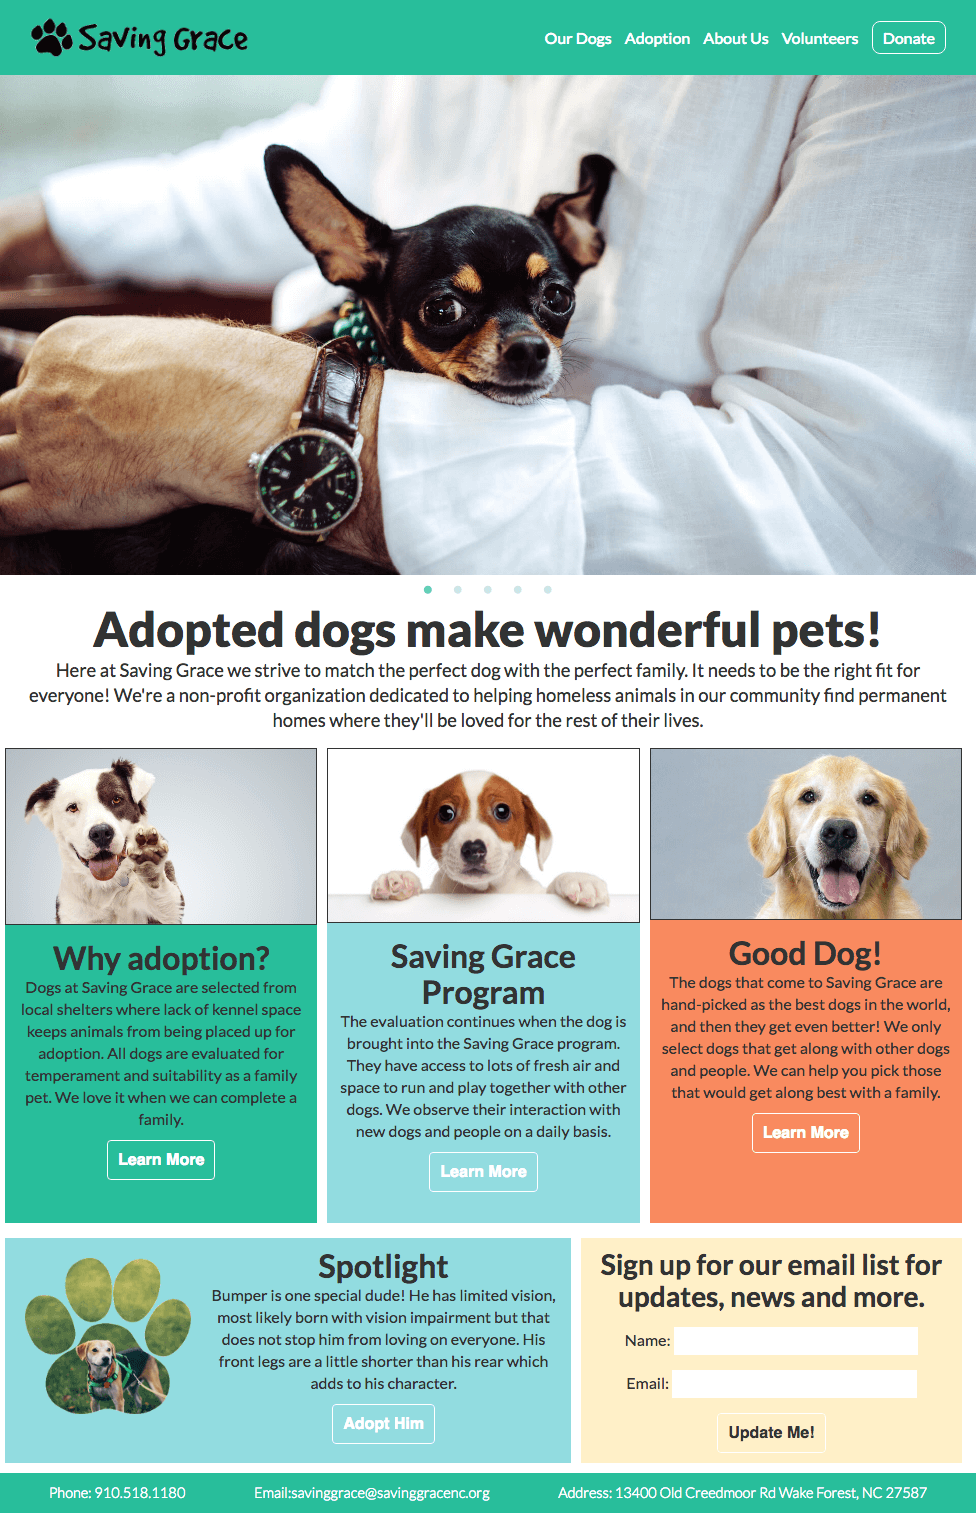 Saving Grace
Our Dogs Adoption About Us Volunteers Donate
Adopted dogs make wonderful pets!
Here at Saving Grace we strive to match the perfect dog with the perfect family. It needs to be the right fit for
everyone! We're a non-profit organization dedicated to helping homeless animals in our community find permanent
homes where they'll be loved for the rest of their lives.
Why adoption?
Dogs at Saving Grace are selected from
local shelters where lack of kennel space
keeps animals from being placed up for
adoption. All dogs are evaluated for
temperament and suitability as a family
pet. We love it when we can complete a
family.
Learn More
Saving Grace
Program
The evaluation continues when the dog is
brought into the Saving Grace program.
They have access to lots of fresh air and
space to run and play together with other
dogs. We observe their interaction with
new dogs and people on a daily basis.
Learn More
Good Dog!
The dogs that come to Saving Grace are
hand-picked as the best dogs in the world,
and then they get even better! We only
select dogs that get along with other dogs
and people. We can help you pick those
that would get along best with a family.
Learn More
Spotlight
Bumper is one special dude! He has limited vision,
most likely born with vision impairment but that
does not stop him from loving on everyone. His
front legs are a little shorter than his rear which
adds to his character.
Adopt Him
Sign up for our email list for
updates, news and more.
Name:
Email:
Update Me!
Phone: 910.518.1180 Email:savinggrace@savinggracenc.org Address: 13400 Old Creedmoor Rd Wake Forest, NC 27587